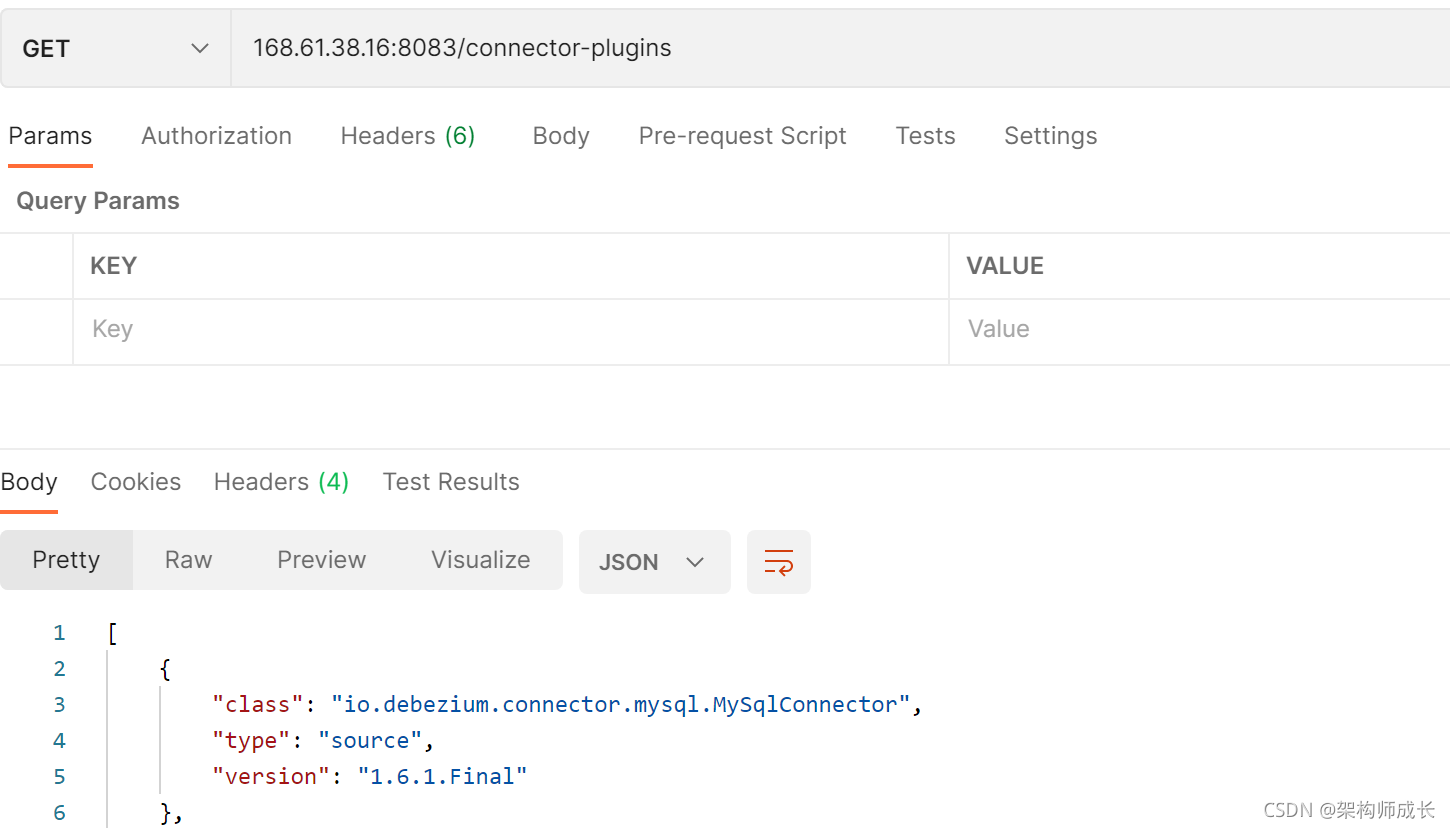 GET 168.61.38.16:8083/connector-plugins
Params Authorization Headers (6) Body Pre-request Script Tests Settings
Query Params
KEY VALUE
Key Value
Body Cookies Headers (4) Test Results
Pretty Raw Preview Visualize JSON
1 [
2 {
3 "class": "io.debezium.connector.mysql.MySqlConnector",
4 "type": "source",
5 "version": "1.6.1.Final"
6 },
CSDN @架构师成长